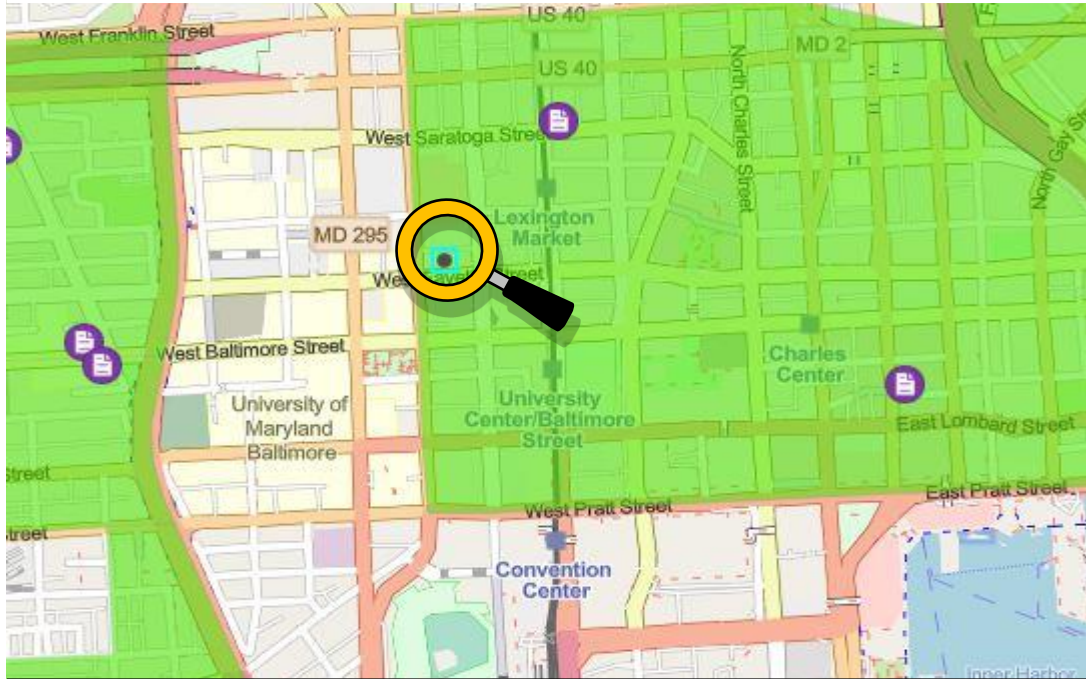 US 40
West Franklin Street
MD 2
US 40
North Charles Street
West Saratoga Street
North Gay S
Lexington
Market
MD 295
Street
West Baltimore Street
Charles
Center
University of
Maryland
Baltimore
University
Center/Baltimore
Street
East Lombard Street
Street
East Pratt Street
West Pratt Street
treet
Convention
Center
Inner Harbor